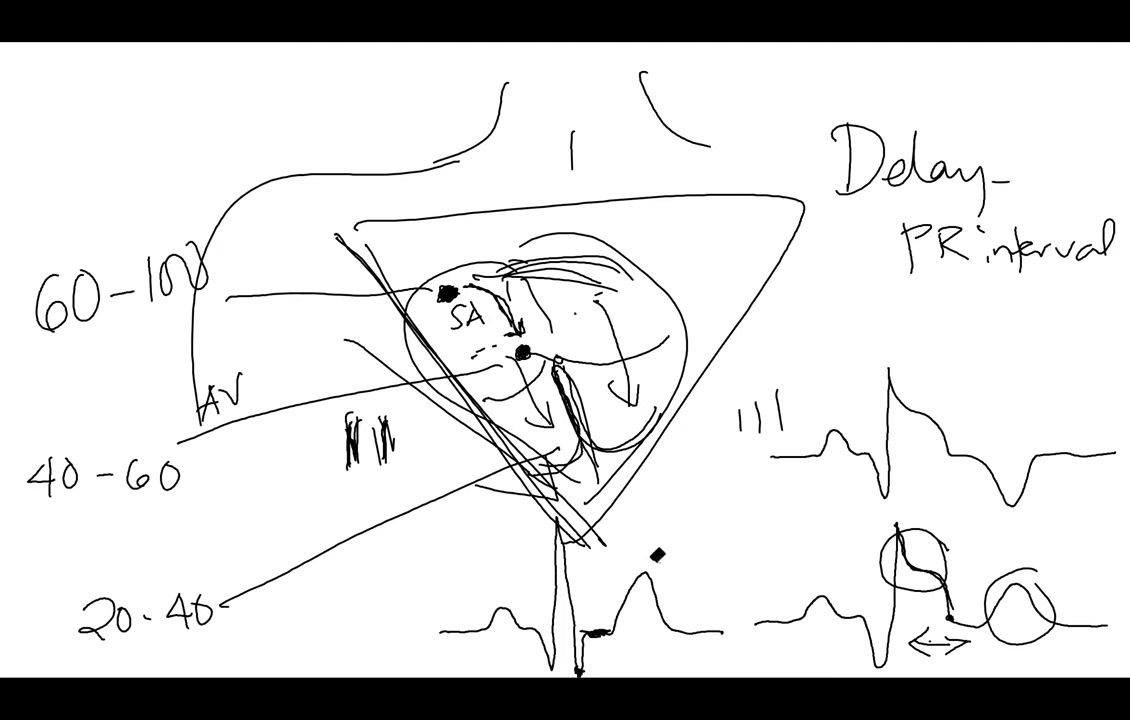 I
Delay-
PR interval
60-100
SA
AV
III
40-60
20-40